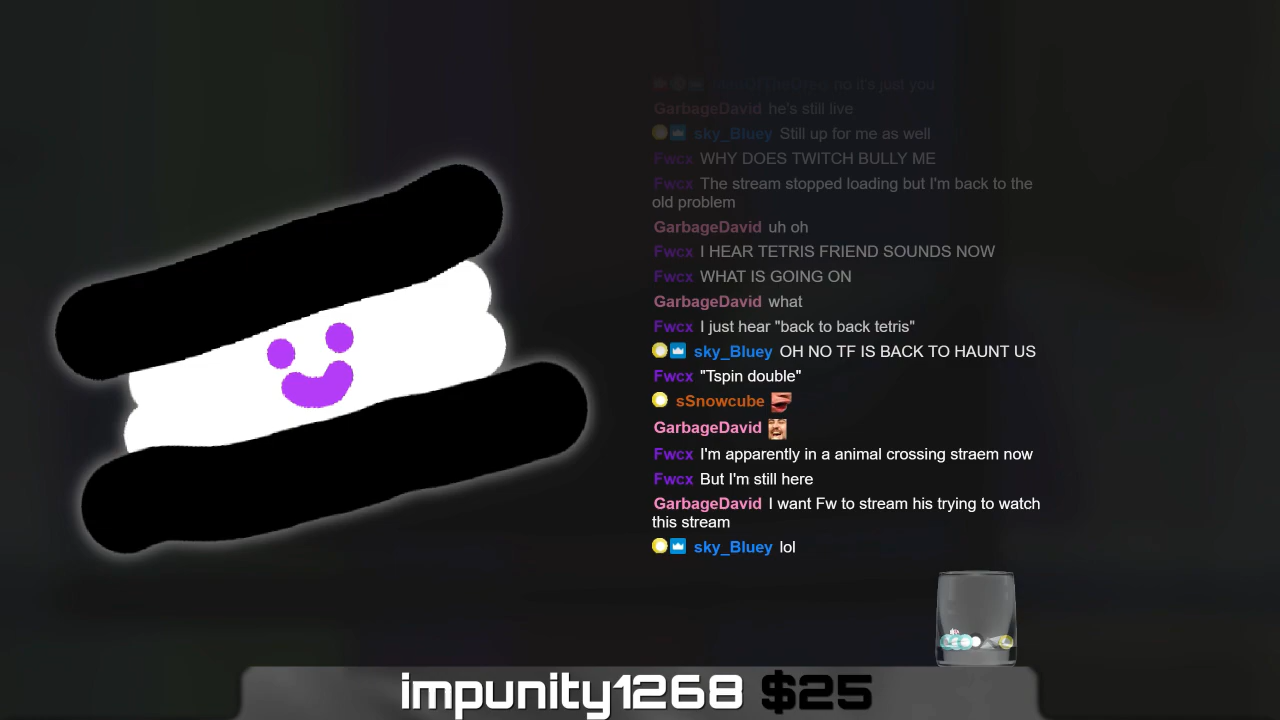 no it's just you
GarbageDavid he's still live
sky_Bluey Still up for me as well
Fwcx WHY DOES TWITCH BULLY ME
Fwcx The stream stopped loading but I'm back to the
old problem
GarbageDavid uh oh
Fwcx I HEAR TETRIS FRIEND SOUNDS NOW
Fwcx WHAT IS GOING ON
GarbageDavid what
Fwcx I just hear "back to back tetris"
sky_Bluey OH NO TF IS BACK TO HAUNT US
Fwcx "Tspin double"
sSnowcube
GarbageDavid
Fwcx I'm apparently in a animal crossing straem now
Fwcx But I'm still here
GarbageDavid I want Fw to stream his trying to watch
this stream
sky_Bluey lol
impunity1268 $25